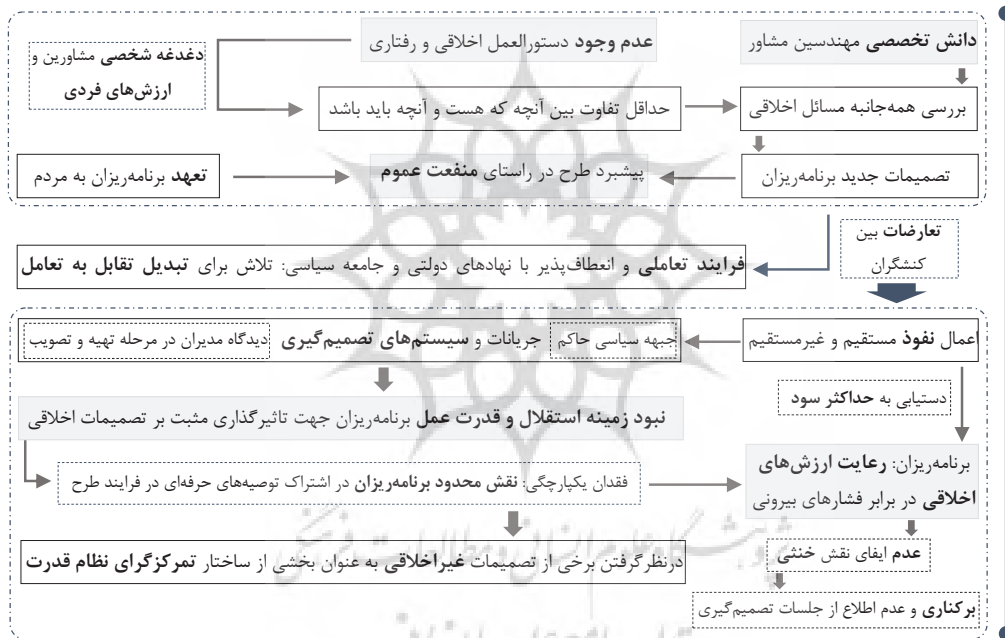 دانش تخصصی مهندسین مشاور
عدم وجود دستورالعمل اخلاقی و رفتاری
دغدغه شخصی مشاورین و
ارزش‌های فردی
بررسی همه‌جانبه مسائل اخلاقی
حداقل تفاوت بین آنچه که هست و آنچه باید باشد
تصمیمات جدید برنامه‌ریزان
پیشبرد طرح در راستای منفعت عموم
تعهد برنامه‌ریزان به مردم
تعارضات بین
کنشگران
فرایند تعاملی و انعطاف‌پذیر با نهادهای دولتی و جامعه سیاسی: تلاش برای تبدیل تقابل به تعامل
اعمال نفوذ مستقیم و غیرمستقیم
جبهه سیاسی حاکم جریانات و سیستم‌های تصمیم‌گیری دیدگاه مدیران در مرحله تهیه و تصویب
دستیابی به حداکثر سود
نبود زمینه استقلال و قدرت عمل برنامه‌ریزان جهت تاثیرگذاری مثبت بر تصمیمات اخلاقی
برنامه‌ریزان: رعایت ارزش‌های
اخلاقی در برابر فشارهای بیرونی
فقدان یکپارچگی: نقش محدود برنامه‌ریزان در اشتراک توصیه‌های حرفه‌ای در فرایند طرح
عدم ایفای نقش خنثی
درنظرگرفتن برخی از تصمیمات غیراخلاقی به عنوان بخشی از ساختار تمرکزگرای نظام قدرت
برکناری و عدم اطلاع از جلسات تصمیم‌گیری
پژوهشگاه علوم انسانی و مطالعات فرهنگی